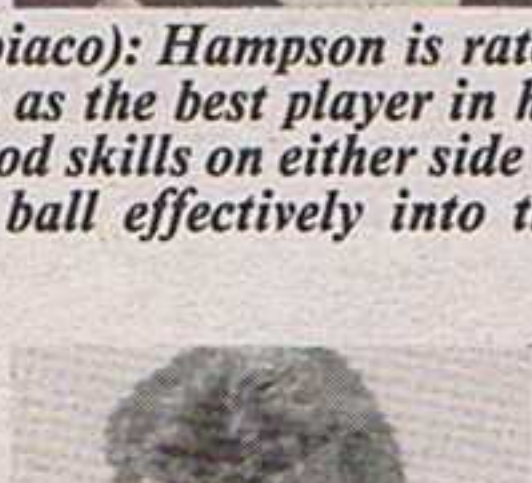 iaco): Hampson is rat
as the best player in h
od skills on either side
ball effectively into t